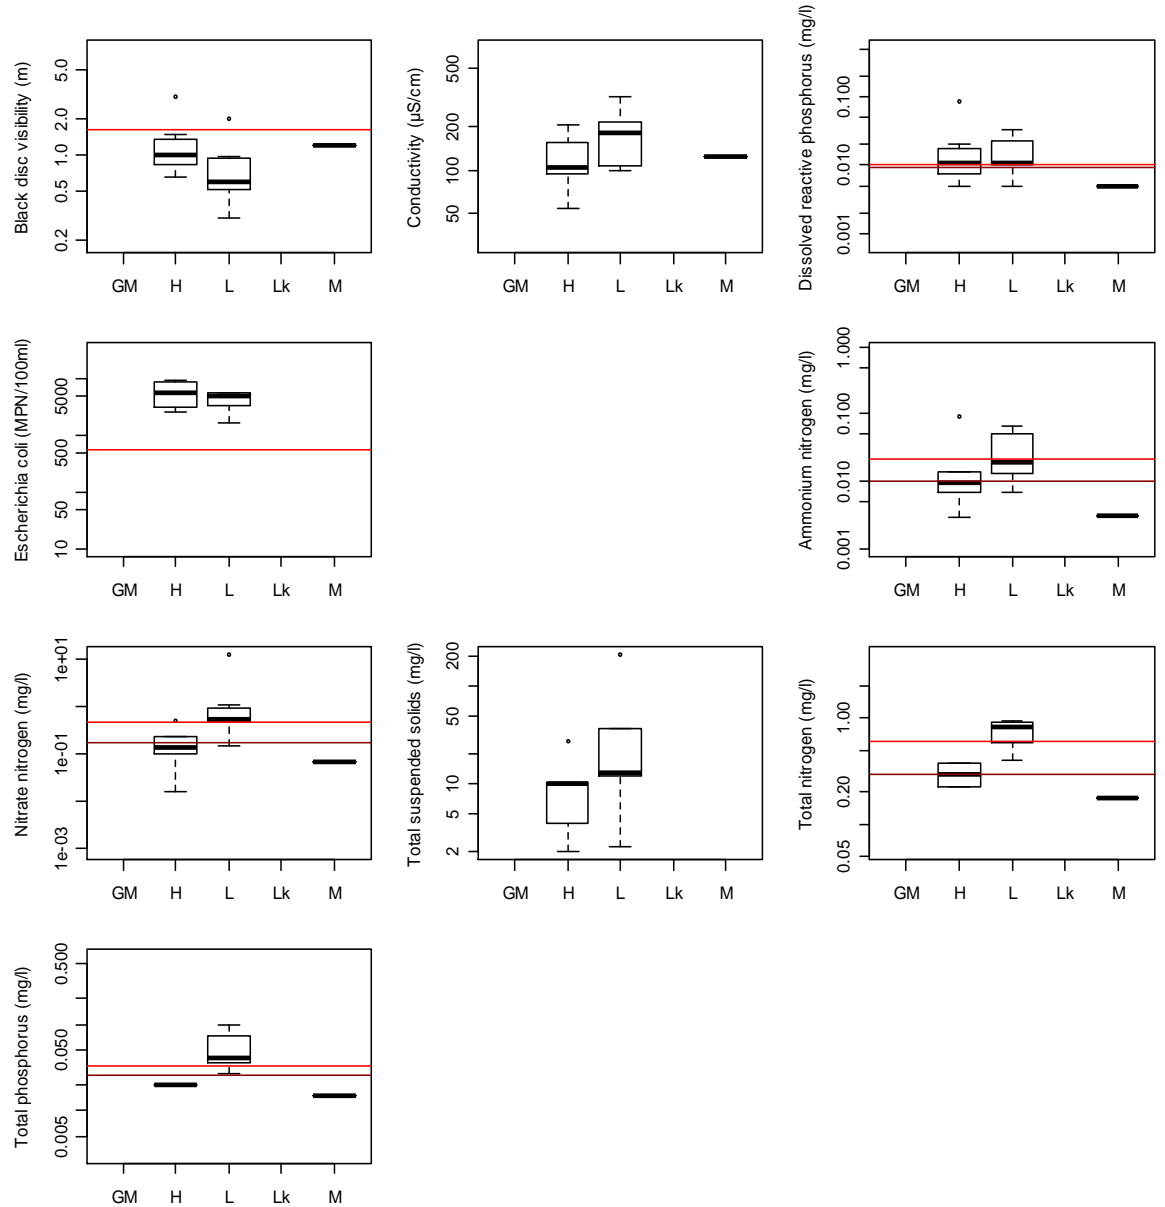 Black disc visibility (m)
5.0
2.0
1.0
0.5
0.2
GM H L Lk M
Conductivity (µS/cm)
500
200
100
50
GM H L Lk M
Dissolved reactive phosphorus (mg/l)
0.100
0.010
0.001
GM H L Lk M
Escherichia coli (MPN/100ml)
5000
500
50
10
GM H L Lk M
Ammonium nitrogen (mg/l)
1.000
0.100
0.010
0.001
GM H L Lk M
Nitrate nitrogen (mg/l)
1e+01
1e-01
1e-03
GM H L Lk M
Total suspended solids (mg/l)
200
50
20
10
5
2
GM H L Lk M
Total nitrogen (mg/l)
1.00
0.20
0.05
GM H L Lk M
Total phosphorus (mg/l)
0.500
0.050
0.005
GM H L Lk M